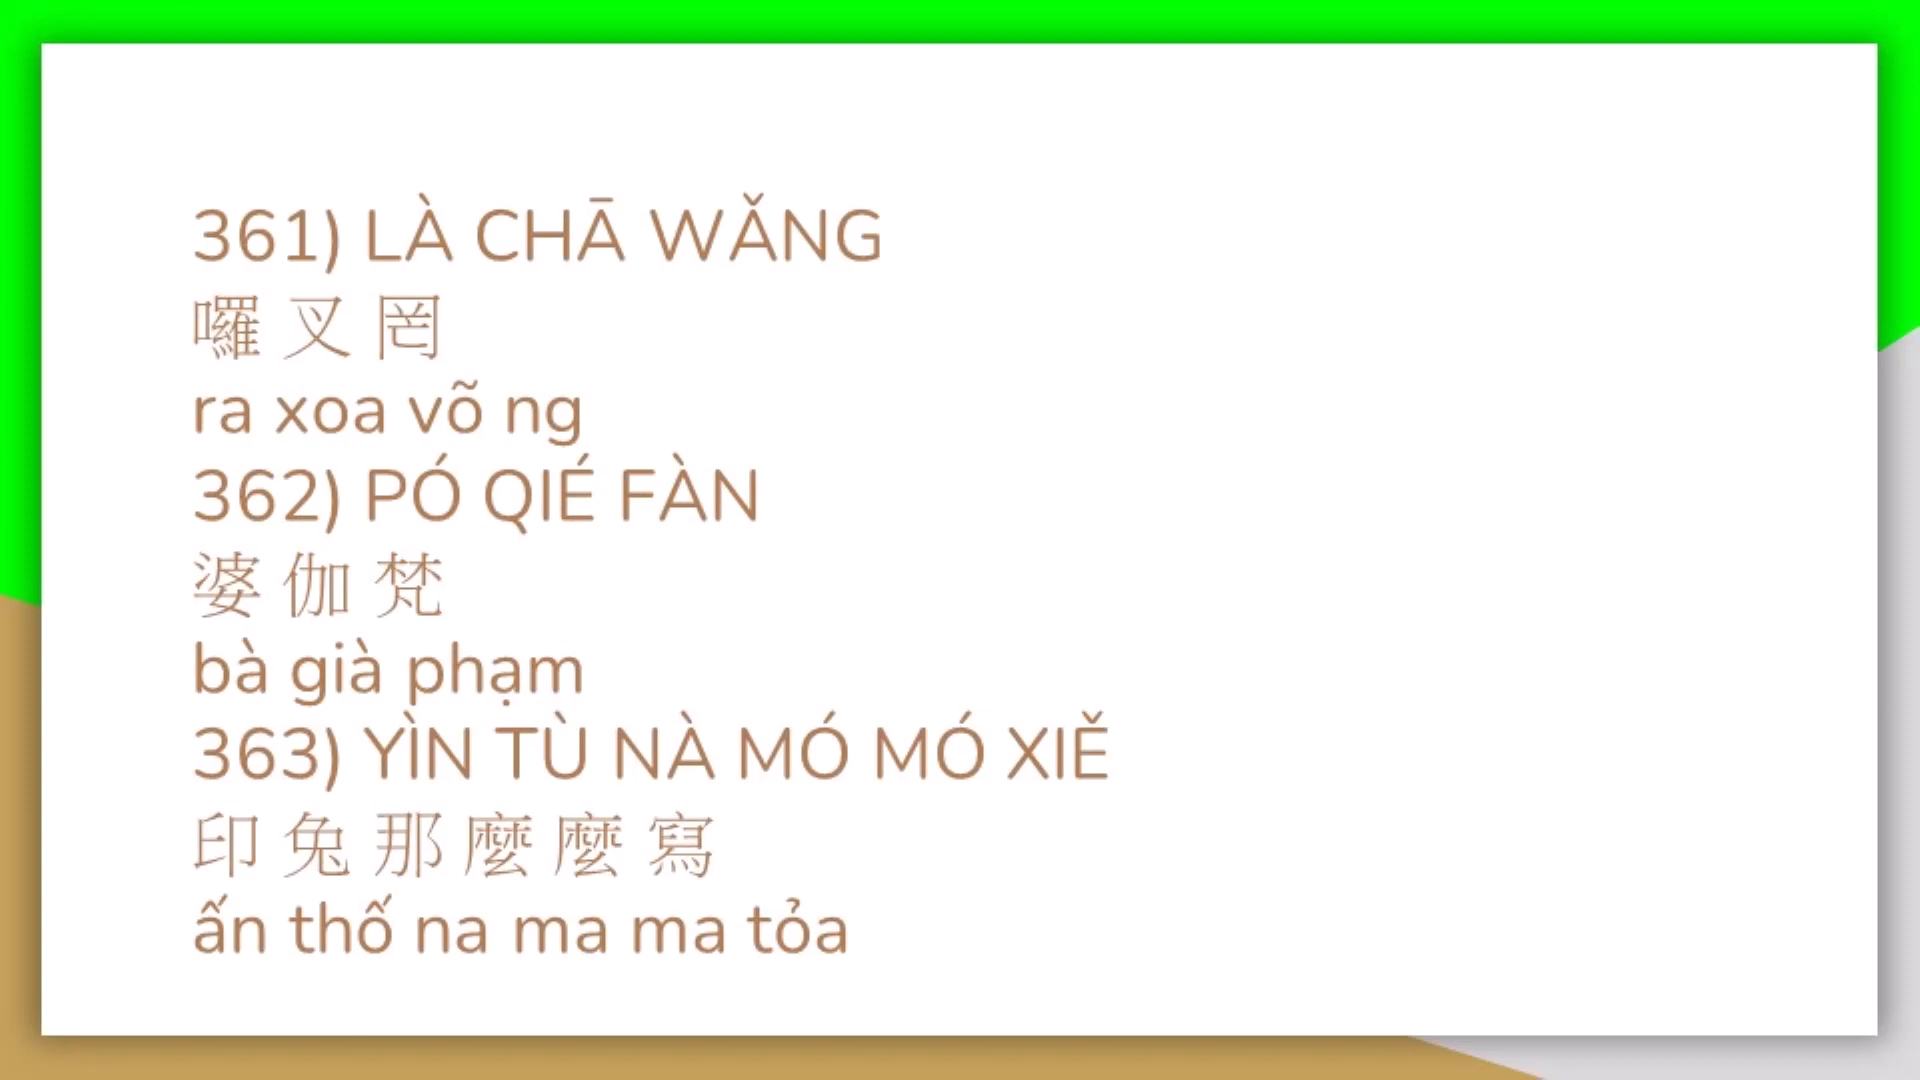 361) LÀ CHĀ WǍNG
囉 叉 罔
ra xoa võ ng
362) PÓ QIÉ FÀN
婆 伽 梵
bà già phạm
363) YÌN TÙ NÀ MÓ MÓ XIĚ
印 兔 那 麼 麼 寫
ấn thố na ma ma tỏa